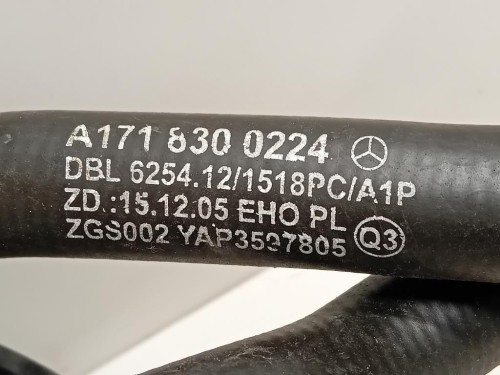 A171 830 0224
DBL 6254.12/1518PC/A1P
ZD.:15.12.05 EHO PL
ZGS002 YAP3597805 Q3